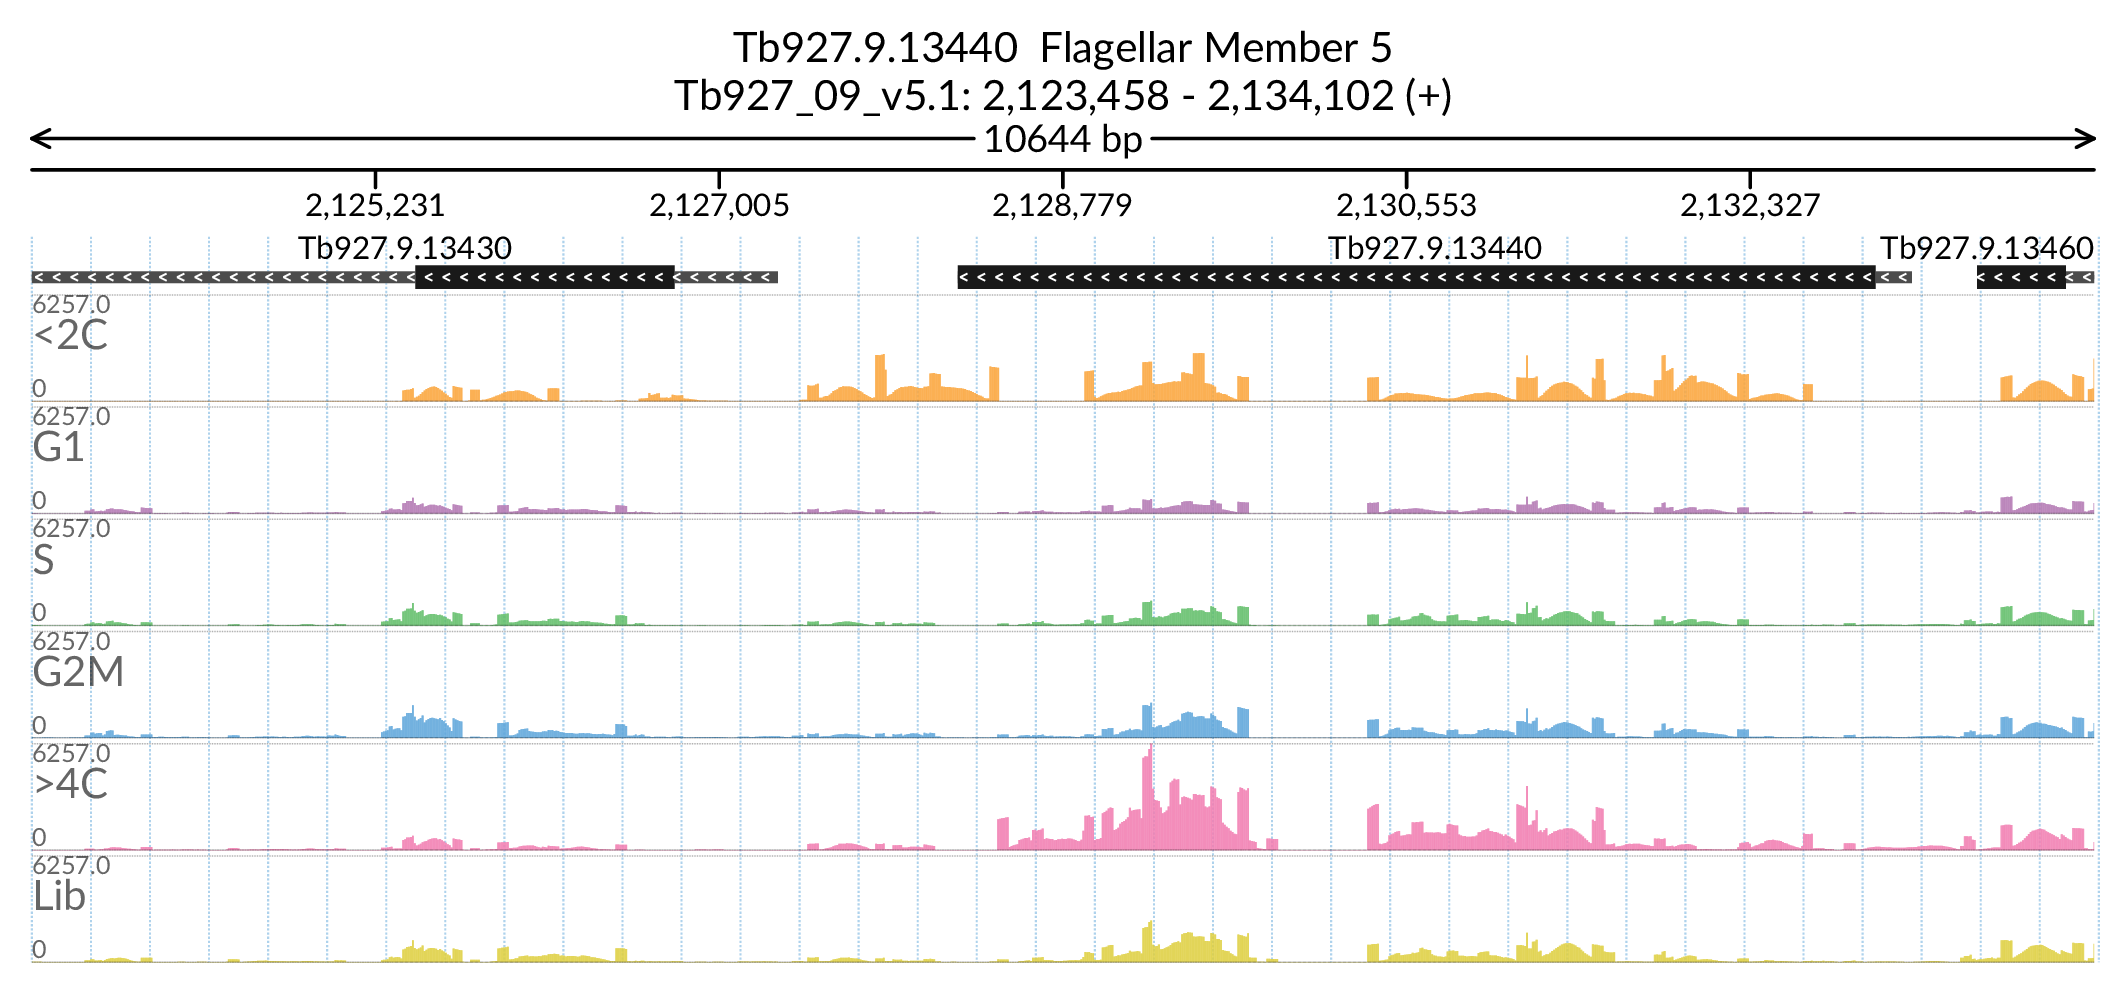 Tb927.9.13440 Flagellar Member 5
Tb927_09_v5.1: 2,123,458 - 2,134,102 (+)
10644 bp
2,125,231 2,127,005 2,128,779 2,130,553 2,132,327
Tb927.9.13430 Tb927.9.13440 Tb927.9.13460
6257.0
<2C
0
6257.0
G1
0
6257.0
S
0
6257.0
G2M
0
6257.0
>4C
0
6257.0
Lib
0